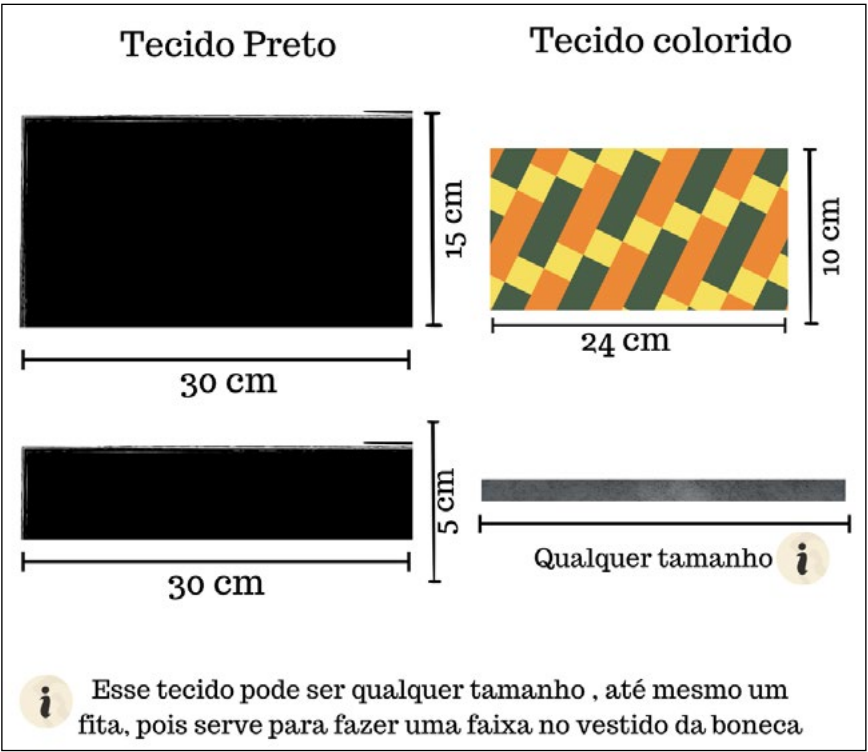 Tecido Preto
Tecido colorido
15 cm
30 cm
10 cm
24 cm
5 cm
30 cm
Qualquer tamanho i
i Esse tecido pode ser qualquer tamanho , até mesmo um
fita, pois serve para fazer uma faixa no vestido da boneca